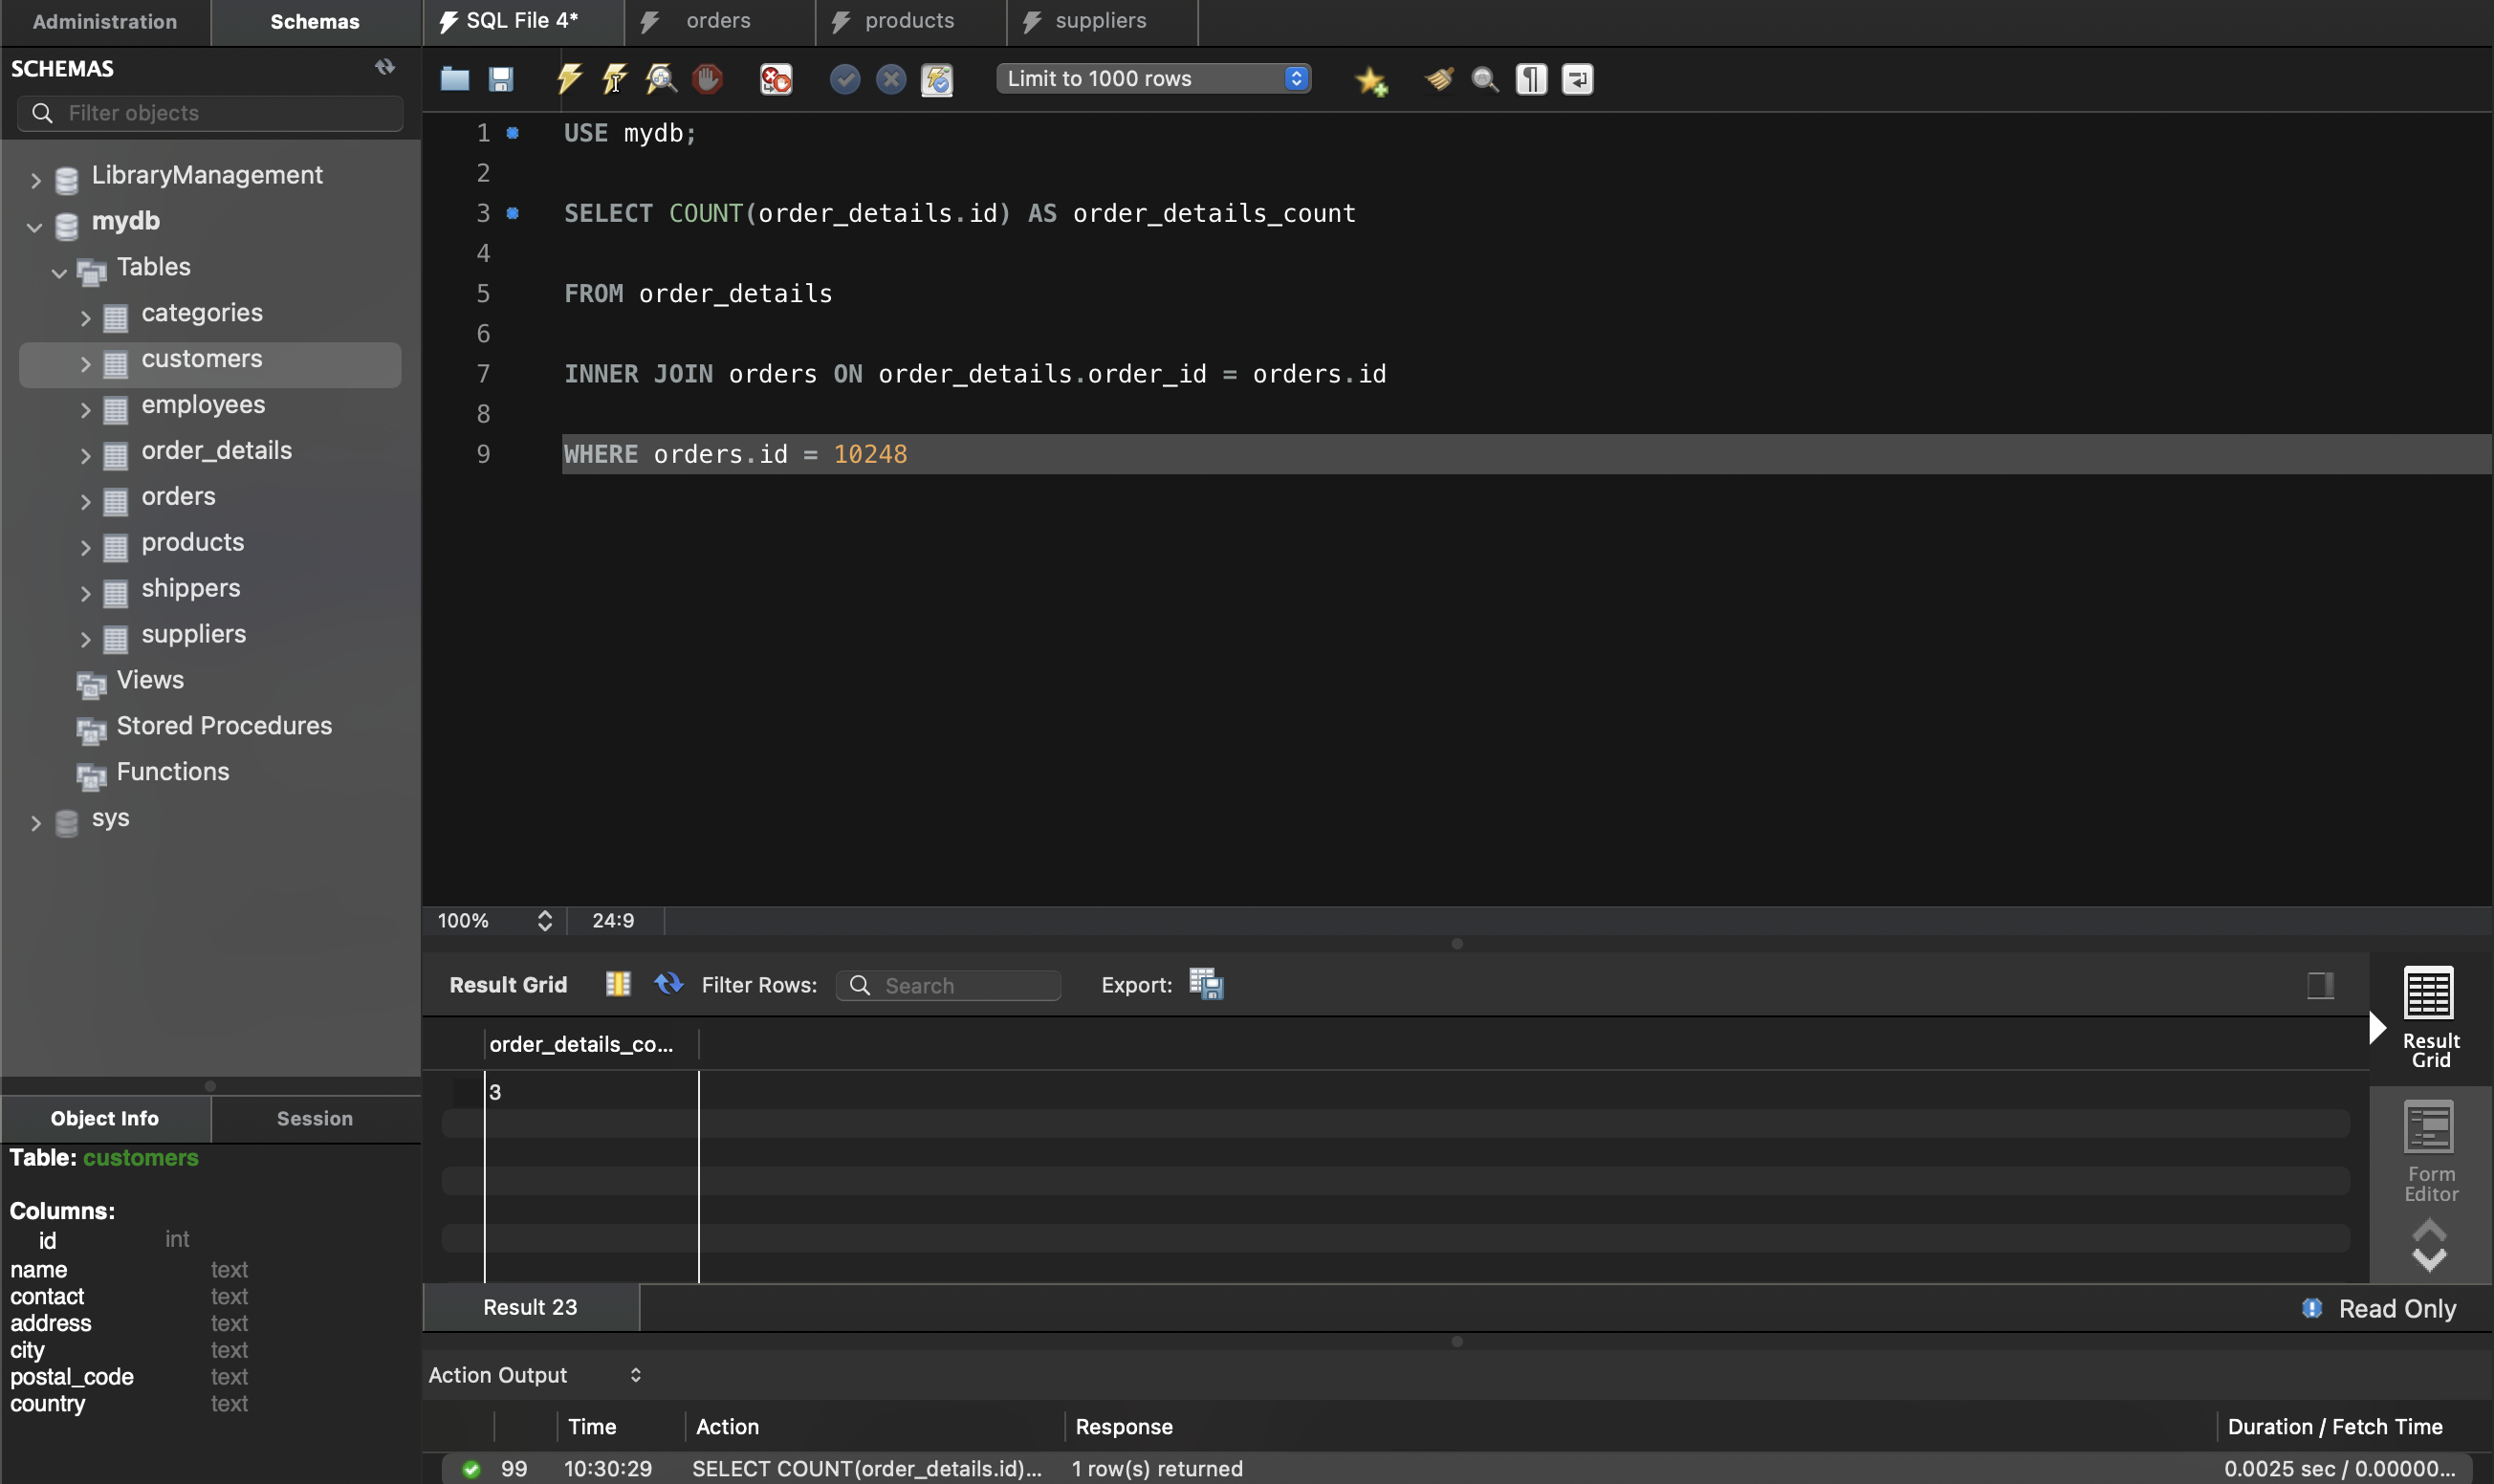 Administration
Schemas
SCHEMAS
Filter objects
LibraryManagement
mydb
Tables
categories
customers
employees
order_details
orders
products
shippers
suppliers
Views
Stored Procedures
Functions
sys
Object Info
Session
Table: customers
Columns:
id int
name text
contact text
address text
city text
postal_code text
country text
SQL File 4*
orders
products
suppliers
Limit to 1000 rows
1 USE mydb;
2
3 SELECT COUNT(order_details.id) AS order_details_count
4
5 FROM order_details
6
7 INNER JOIN orders ON order_details.order_id = orders.id
8
9 WHERE orders.id = 10248
100% 24:9
Result Grid Filter Rows: Search Export:
order_details_co...
3
Result Grid
Form Editor
Result 23
Read Only
Action Output
Time Action Response Duration / Fetch Time
99 10:30:29 SELECT COUNT(order_details.id)... 1 row(s) returned 0.0025 sec / 0.00000...